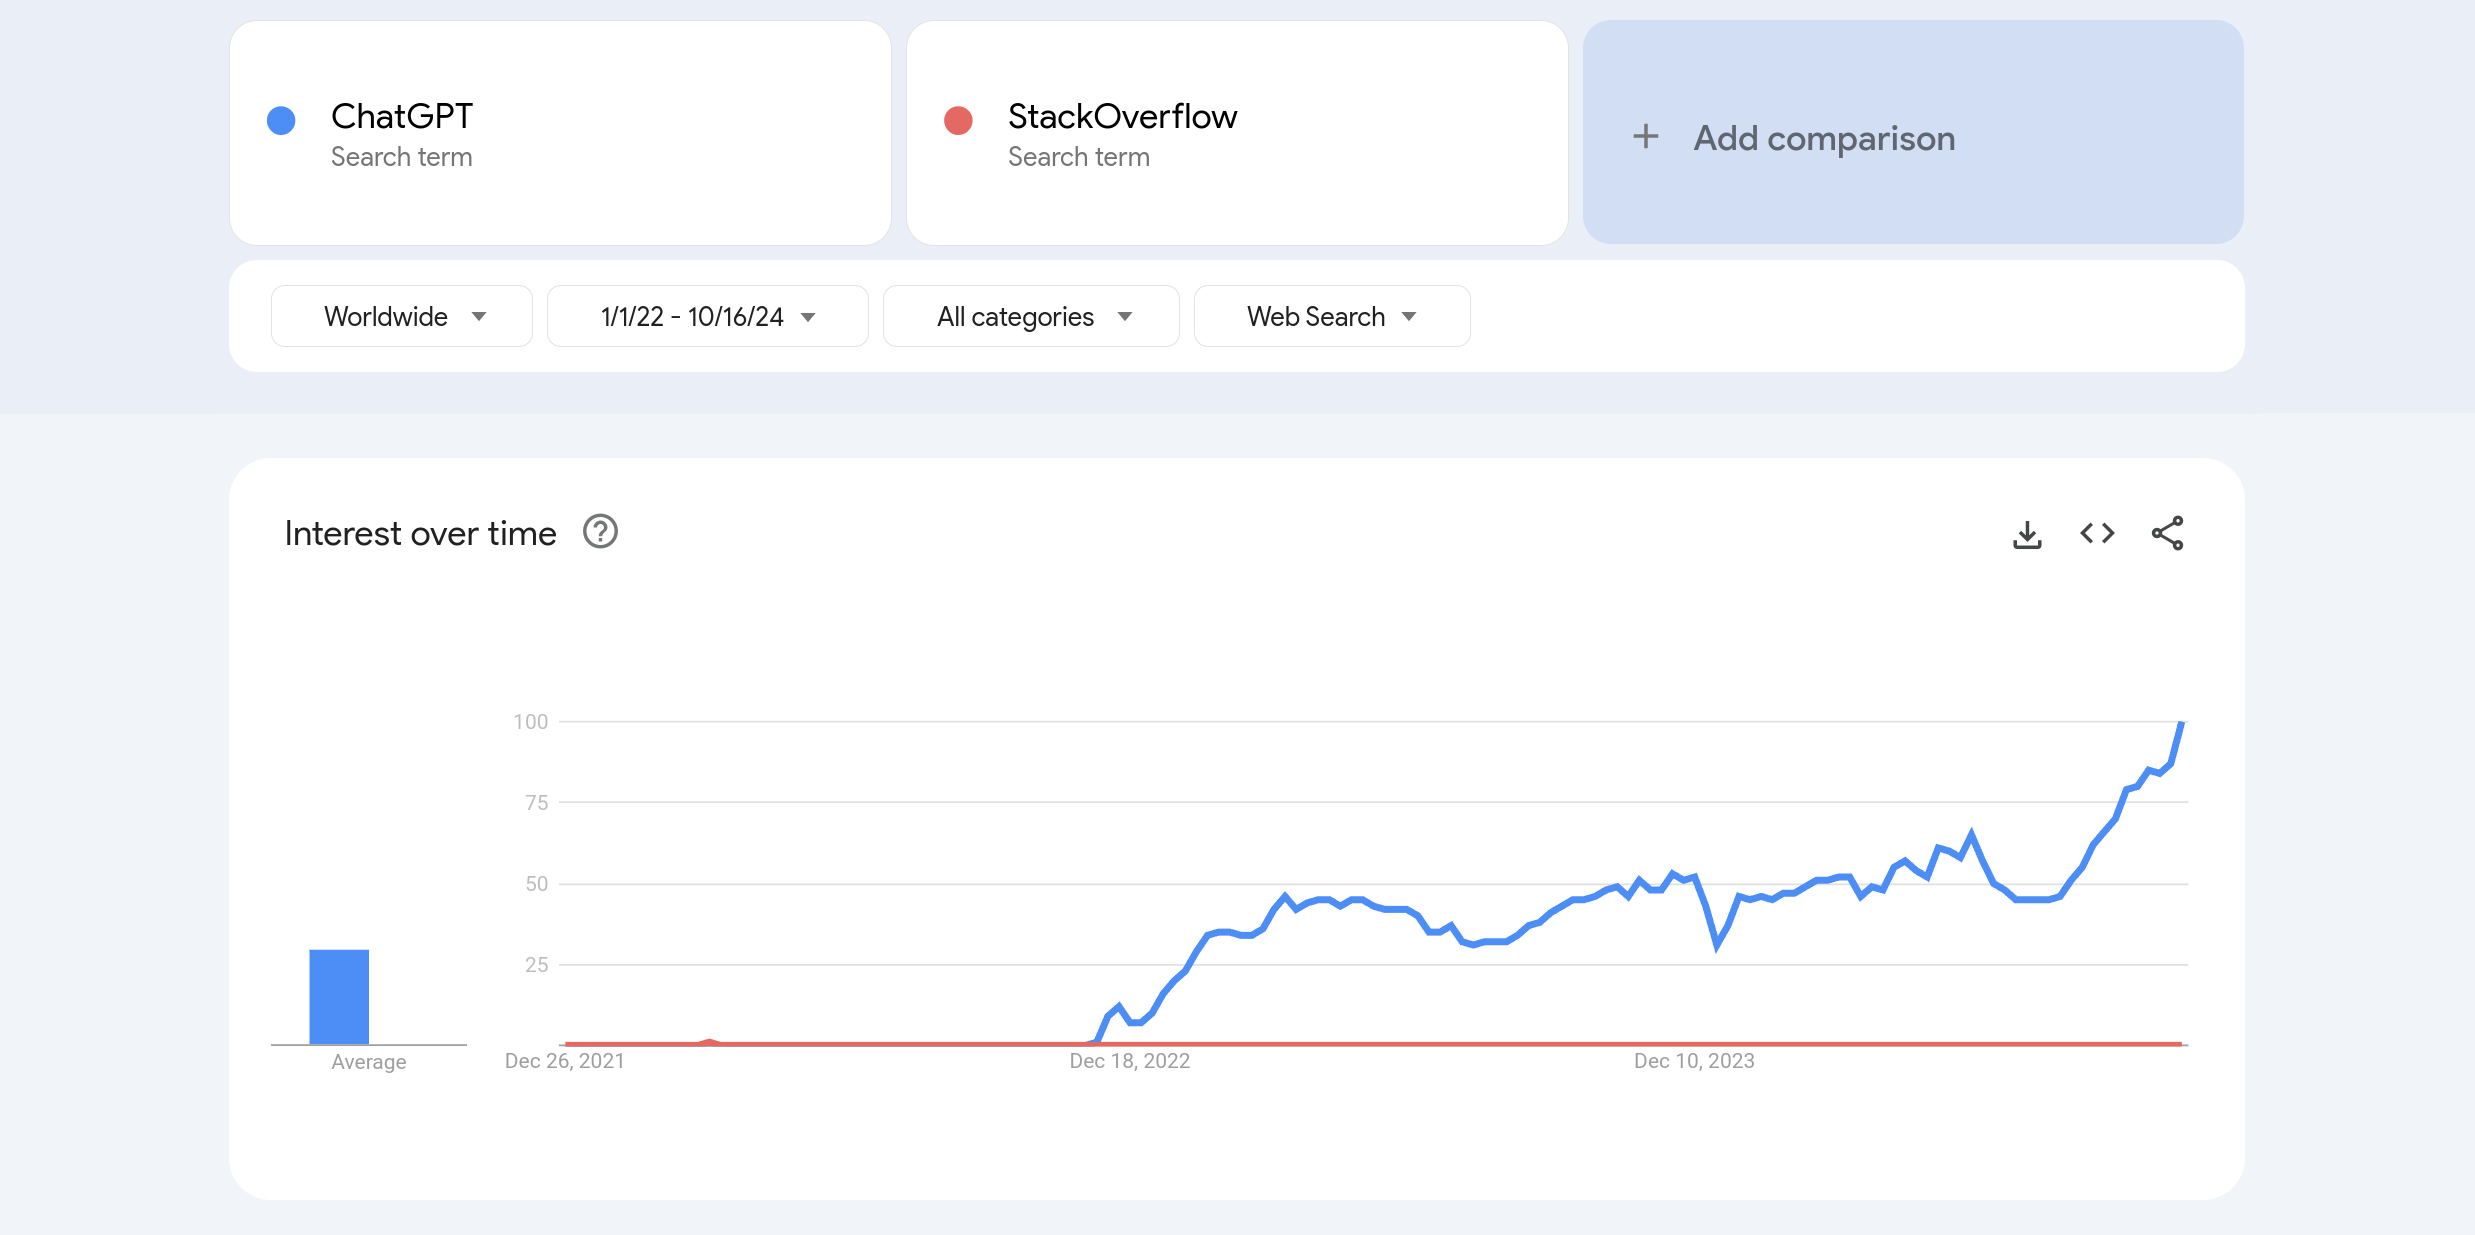 ChatGPT
Search term
StackOverflow
Search term
+ Add comparison
Worldwide
1/1/22 - 10/16/24
All categories
Web Search
Interest over time
?
100
75
50
25
Average
Dec 26, 2021
Dec 18, 2022
Dec 10, 2023